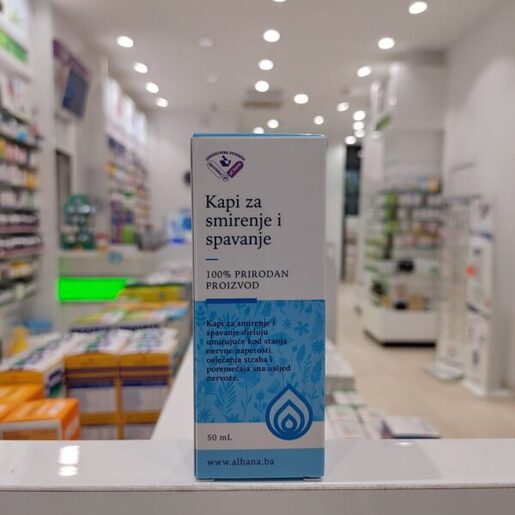 Kapi za
smirenje i
spavanje
100% PRIRODAN
PROIZVOD
Kapi za smirenje i
spavanje djeluju
umirujuće kod stanja
nervne napetosti
osjećanja straha i
poremećaja sna usljed
nervoze.
50 mL
www.alhana.ba